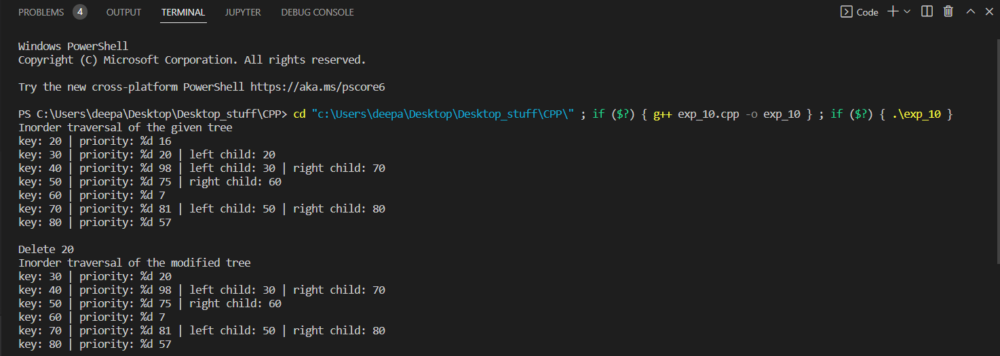 PROBLEMS 4 OUTPUT TERMINAL JUPYTER DEBUG CONSOLE Code
Windows PowerShell
Copyright (C) Microsoft Corporation. All rights reserved.
Try the new cross-platform PowerShell https://aka.ms/pscore6
PS C:\Users\deepa\Desktop\Desktop_stuff\CPP> cd "c:\Users\deepa\Desktop\Desktop_stuff\CPP\" ; if ($?) { g++ exp_10.cpp -o exp_10 } ; if ($?) { .\exp_10 }
Inorder traversal of the given tree
key: 20 | priority: %d 16
key: 30 | priority: %d 20 | left child: 20
key: 40 | priority: %d 98 | left child: 30 | right child: 70
key: 50 | priority: %d 75 | right child: 60
key: 60 | priority: %d 7
key: 70 | priority: %d 81 | left child: 50 | right child: 80
key: 80 | priority: %d 57
Delete 20
Inorder traversal of the modified tree
key: 30 | priority: %d 20
key: 40 | priority: %d 98 | left child: 30 | right child: 70
key: 50 | priority: %d 75 | right child: 60
key: 60 | priority: %d 7
key: 70 | priority: %d 81 | left child: 50 | right child: 80
key: 80 | priority: %d 57